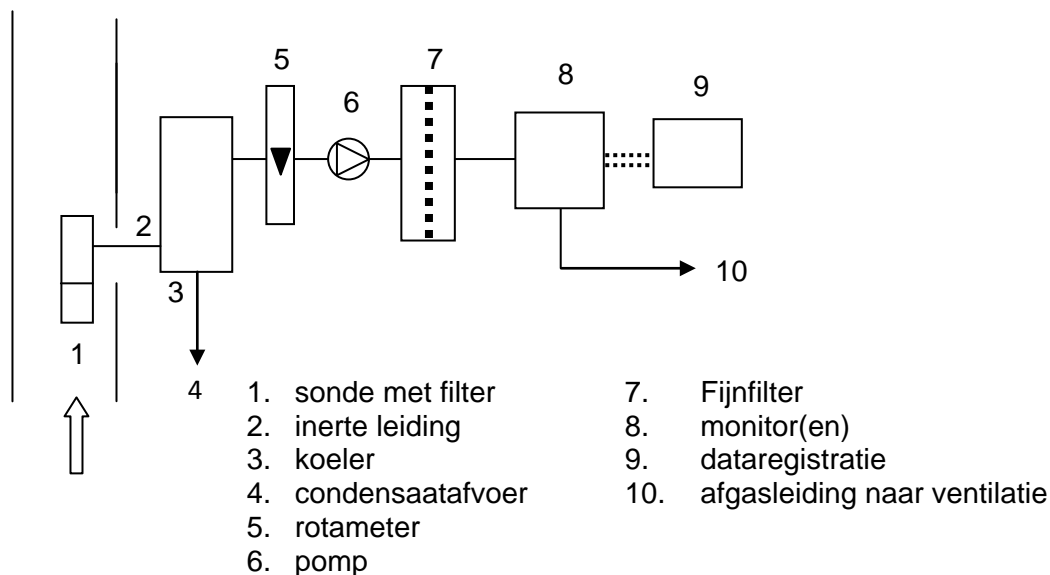 5
7
8
9
6
2
10
3
1
4
1. sonde met filter
2. inerte leiding
3. koeler
4. condensaatafvoer
5. rotameter
6. pomp
7. Fijnfilter
8. monitor(en)
9. dataregistratie
10. afgasleiding naar ventilatie